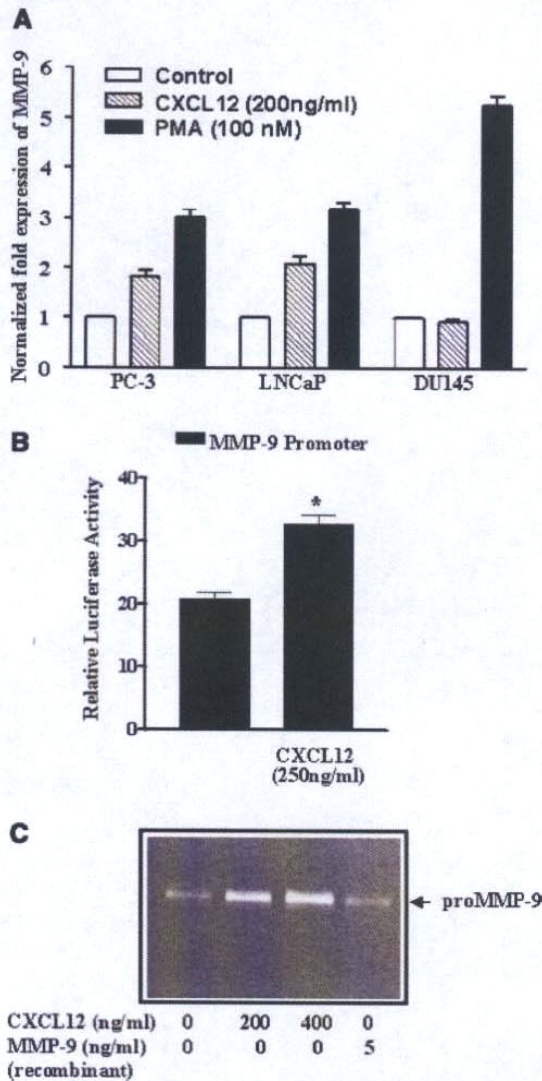 A
Normalized fold expression of MMP-9
6
5
4
3
2
1
0
Control
CXCL12 (200ng/ml)
PMA (100 nM)
PC-3 LNCaP DU145
B
MMP-9 Promoter
Relative Luciferase Activity
40
30
20
10
0
*
CXCL12
(250ng/ml)
C
proMMP-9
CXCL12 (ng/ml) 0 200 400 0
MMP-9 (ng/ml) 0 0 0 5
(recombinant)